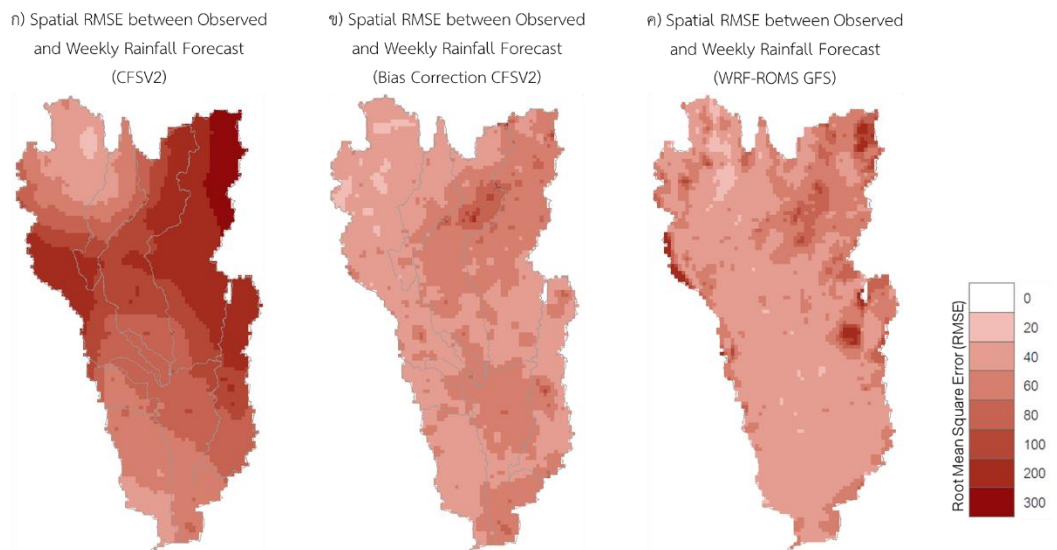 ก) Spatial RMSE between Observed
and Weekly Rainfall Forecast
(CFSV2)
ข) Spatial RMSE between Observed
and Weekly Rainfall Forecast
(Bias Correction CFSV2)
ค) Spatial RMSE between Observed
and Weekly Rainfall Forecast
(WRF-ROMS GFS)
Root Mean Square Error (RMSE)
0
20
40
60
80
100
200
300